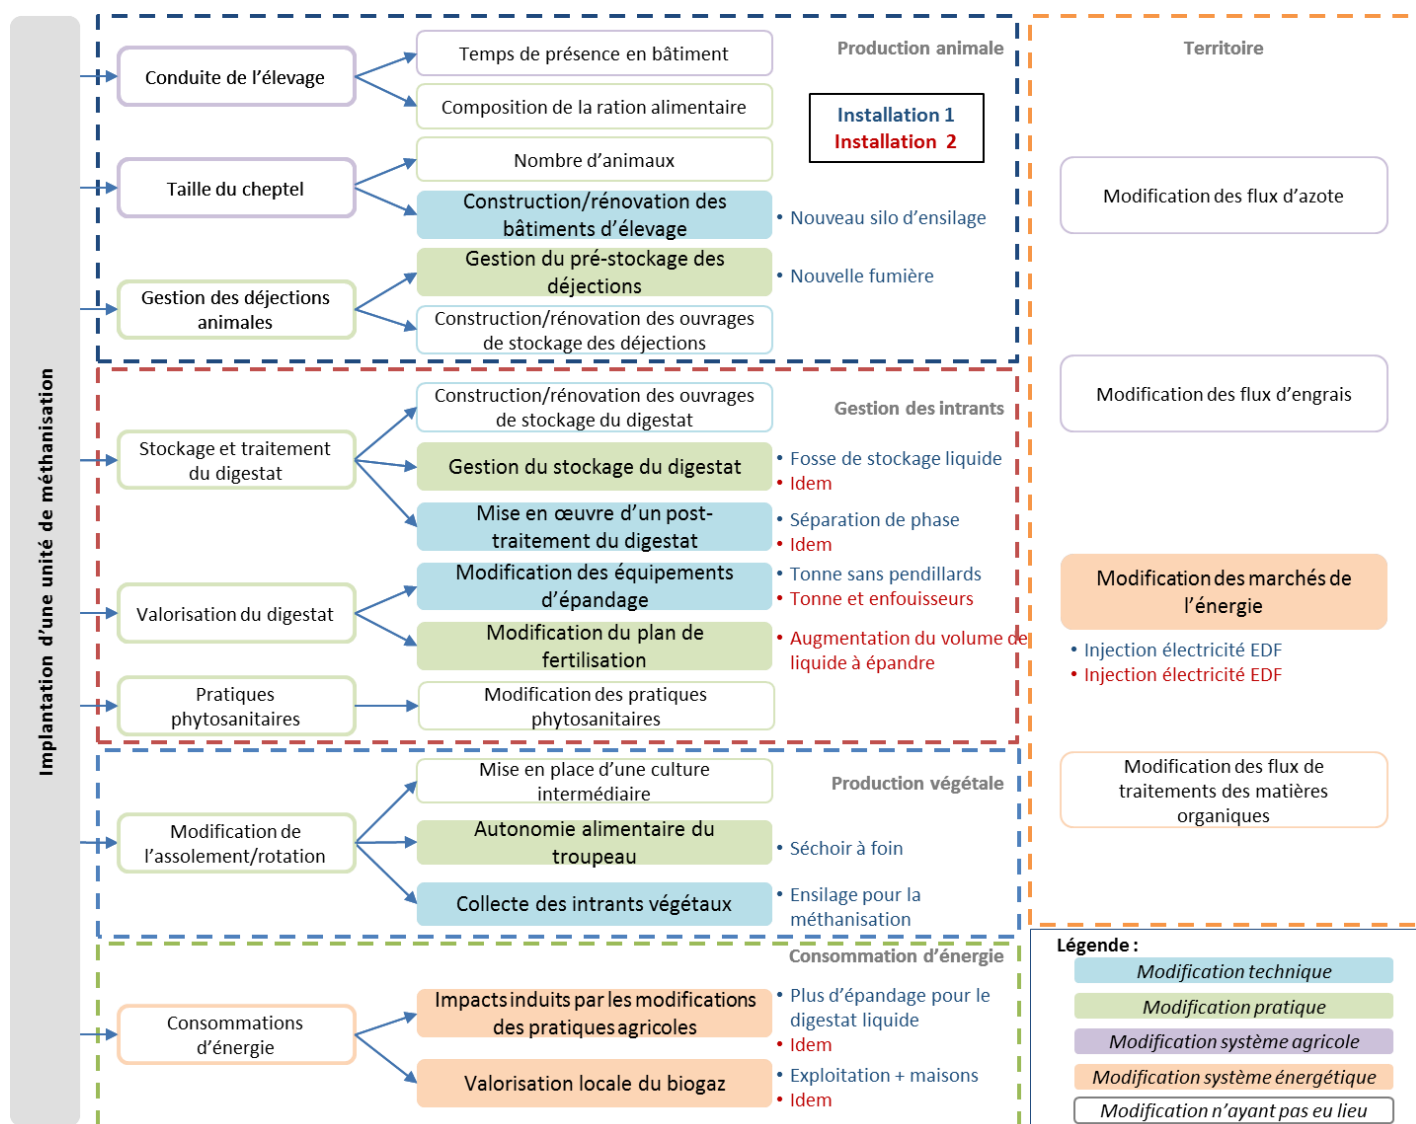 Implantation d'une unité de méthanisation
Production animale
Conduite de l'élevage
Temps de présence en bâtiment
Composition de la ration alimentaire
Installation 1
Installation 2
Taille du cheptel
Nombre d'animaux
Construction/rénovation des
bâtiments d'élevage
• Nouveau silo d'ensilage
Gestion des déjections
animales
Gestion du pré-stockage des
déjections
• Nouvelle fumière
Construction/rénovation des ouvrages
de stockage des déjections
Gestion des intrants
Stockage et traitement
du digestat
Construction/rénovation des ouvrages
de stockage du digestat
Gestion du stockage du digestat
• Fosse de stockage liquide
• Idem
Mise en œuvre d'un post-
traitement du digestat
• Séparation de phase
• Idem
Valorisation du digestat
Modification des équipements
d'épandage
• Tonne sans pendillards
• Tonne et enfouisseurs
Modification du plan de
fertilisation
• Augmentation du volume de
liquide à épandre
Pratiques
phytosanitaires
Modification des pratiques
phytosanitaires
Production végétale
Modification de
l'assolement/rotation
Mise en place d'une culture
intermédiaire
Autonomie alimentaire du
troupeau
• Séchoir à foin
Collecte des intrants végétaux
• Ensilage pour la
méthanisation
Consommation d'énergie
Consommations
d'énergie
Impacts induits par les modifications
des pratiques agricoles
• Plus d'épandage pour le
digestat liquide
• Idem
Valorisation locale du biogaz
• Exploitation + maisons
• Idem
Territoire
Modification des flux d'azote
Modification des flux d'engrais
Modification des marchés de
l'énergie
• Injection électricité EDF
• Injection électricité EDF
Modification des flux de
traitements des matières
organiques
Légende :
Modification technique
Modification pratique
Modification système agricole
Modification système énergétique
Modification n'ayant pas eu lieu